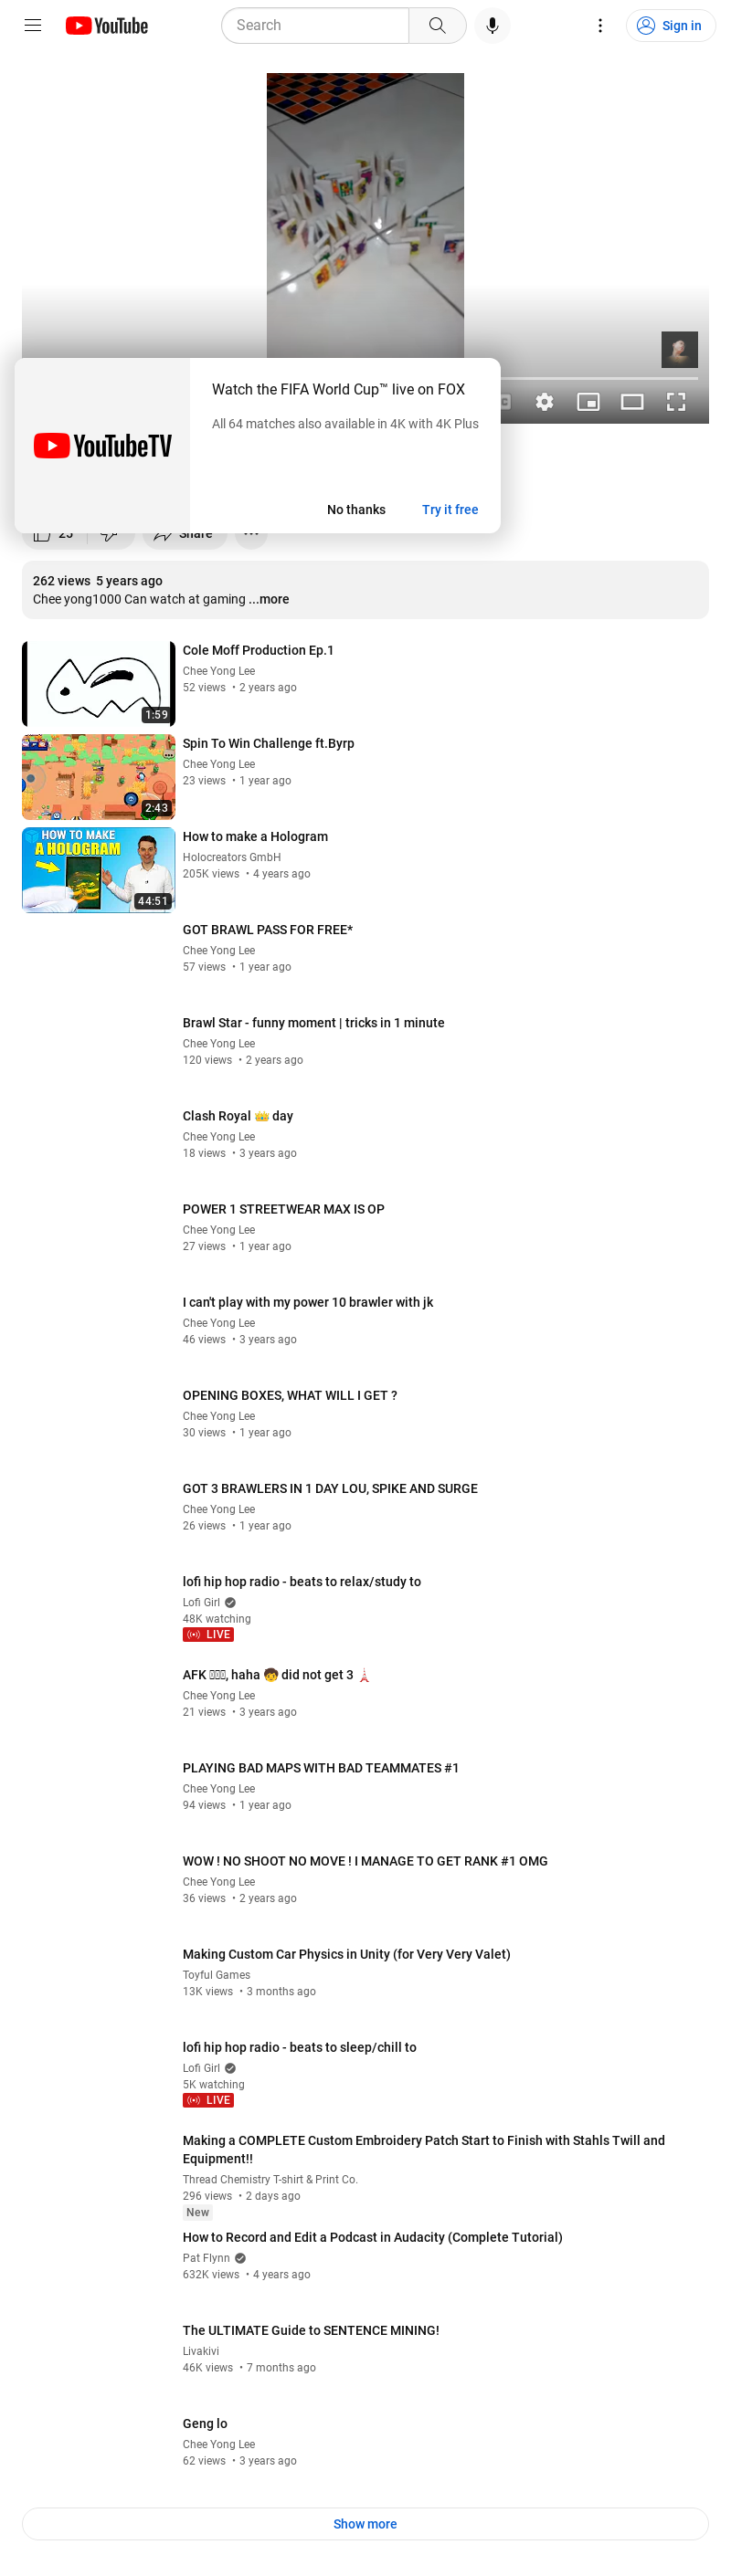 YouTube
Search
Sign in
YouTubeTV
Watch the FIFA World Cup™ live on FOX
All 64 matches also available in 4K with 4K Plus
No thanks
Try it free
25
Share
262 views 5 years ago
Chee yong1000 Can watch at gaming ...more
1:59
Cole Moff Production Ep.1
Chee Yong Lee
52 views • 2 years ago
2:43
Spin To Win Challenge ft.Byrp
Chee Yong Lee
23 views • 1 year ago
HOW TO MAKE
A HOLOGRAM
44:51
How to make a Hologram
Holocreators GmbH
205K views • 4 years ago
GOT BRAWL PASS FOR FREE*
Chee Yong Lee
57 views • 1 year ago
Brawl Star - funny moment | tricks in 1 minute
Chee Yong Lee
120 views • 2 years ago
Clash Royal 👑 day
Chee Yong Lee
18 views • 3 years ago
POWER 1 STREETWEAR MAX IS OP
Chee Yong Lee
27 views • 1 year ago
I can't play with my power 10 brawler with jk
Chee Yong Lee
46 views • 3 years ago
OPENING BOXES, WHAT WILL I GET ?
Chee Yong Lee
30 views • 1 year ago
GOT 3 BRAWLERS IN 1 DAY LOU, SPIKE AND SURGE
Chee Yong Lee
26 views • 1 year ago
lofi hip hop radio - beats to relax/study to
Lofi Girl
48K watching
LIVE
AFK , haha 🧒 did not get 3 🗼
Chee Yong Lee
21 views • 3 years ago
PLAYING BAD MAPS WITH BAD TEAMMATES #1
Chee Yong Lee
94 views • 1 year ago
WOW ! NO SHOOT NO MOVE ! I MANAGE TO GET RANK #1 OMG
Chee Yong Lee
36 views • 2 years ago
Making Custom Car Physics in Unity (for Very Very Valet)
Toyful Games
13K views • 3 months ago
lofi hip hop radio - beats to sleep/chill to
Lofi Girl
5K watching
LIVE
Making a COMPLETE Custom Embroidery Patch Start to Finish with Stahls Twill and
Equipment!!
Thread Chemistry T-shirt & Print Co.
296 views • 2 days ago
New
How to Record and Edit a Podcast in Audacity (Complete Tutorial)
Pat Flynn
632K views • 4 years ago
The ULTIMATE Guide to SENTENCE MINING!
Livakivi
46K views • 7 months ago
Geng lo
Chee Yong Lee
62 views • 3 years ago
Show more